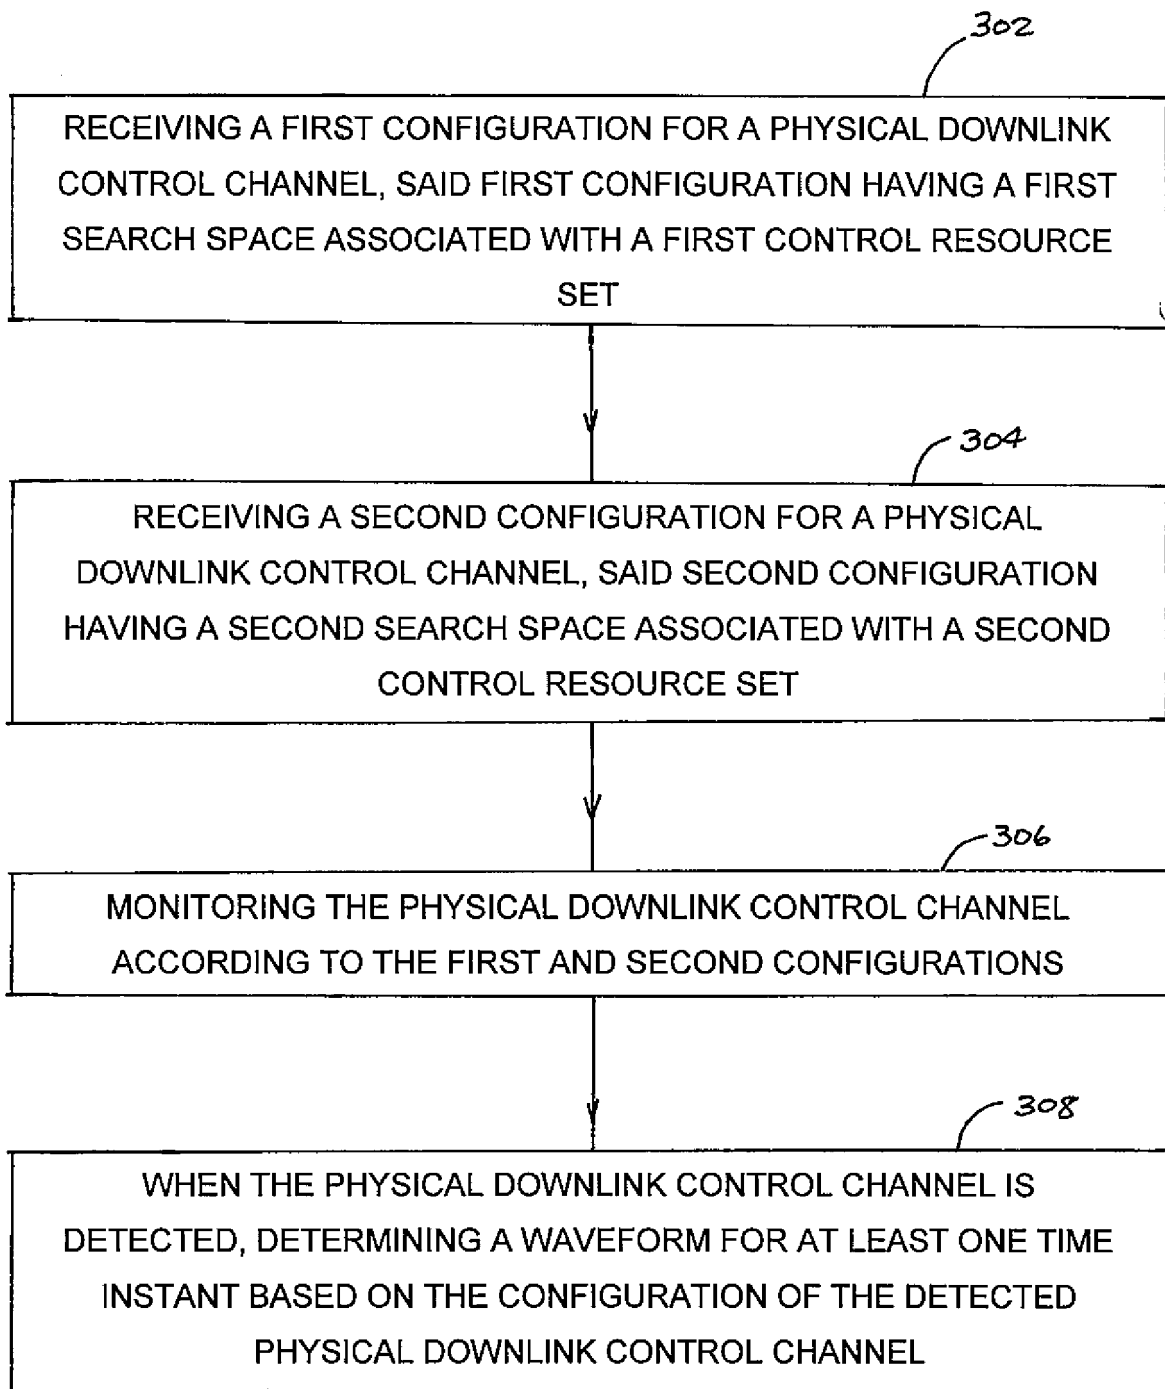 302
RECEIVING A FIRST CONFIGURATION FOR A PHYSICAL DOWNLINK
CONTROL CHANNEL, SAID FIRST CONFIGURATION HAVING A FIRST
SEARCH SPACE ASSOCIATED WITH A FIRST CONTROL RESOURCE
SET
304
RECEIVING A SECOND CONFIGURATION FOR A PHYSICAL
DOWNLINK CONTROL CHANNEL, SAID SECOND CONFIGURATION
HAVING A SECOND SEARCH SPACE ASSOCIATED WITH A SECOND
CONTROL RESOURCE SET
306
MONITORING THE PHYSICAL DOWNLINK CONTROL CHANNEL
ACCORDING TO THE FIRST AND SECOND CONFIGURATIONS
308
WHEN THE PHYSICAL DOWNLINK CONTROL CHANNEL IS
DETECTED, DETERMINING A WAVEFORM FOR AT LEAST ONE TIME
INSTANT BASED ON THE CONFIGURATION OF THE DETECTED
PHYSICAL DOWNLINK CONTROL CHANNEL